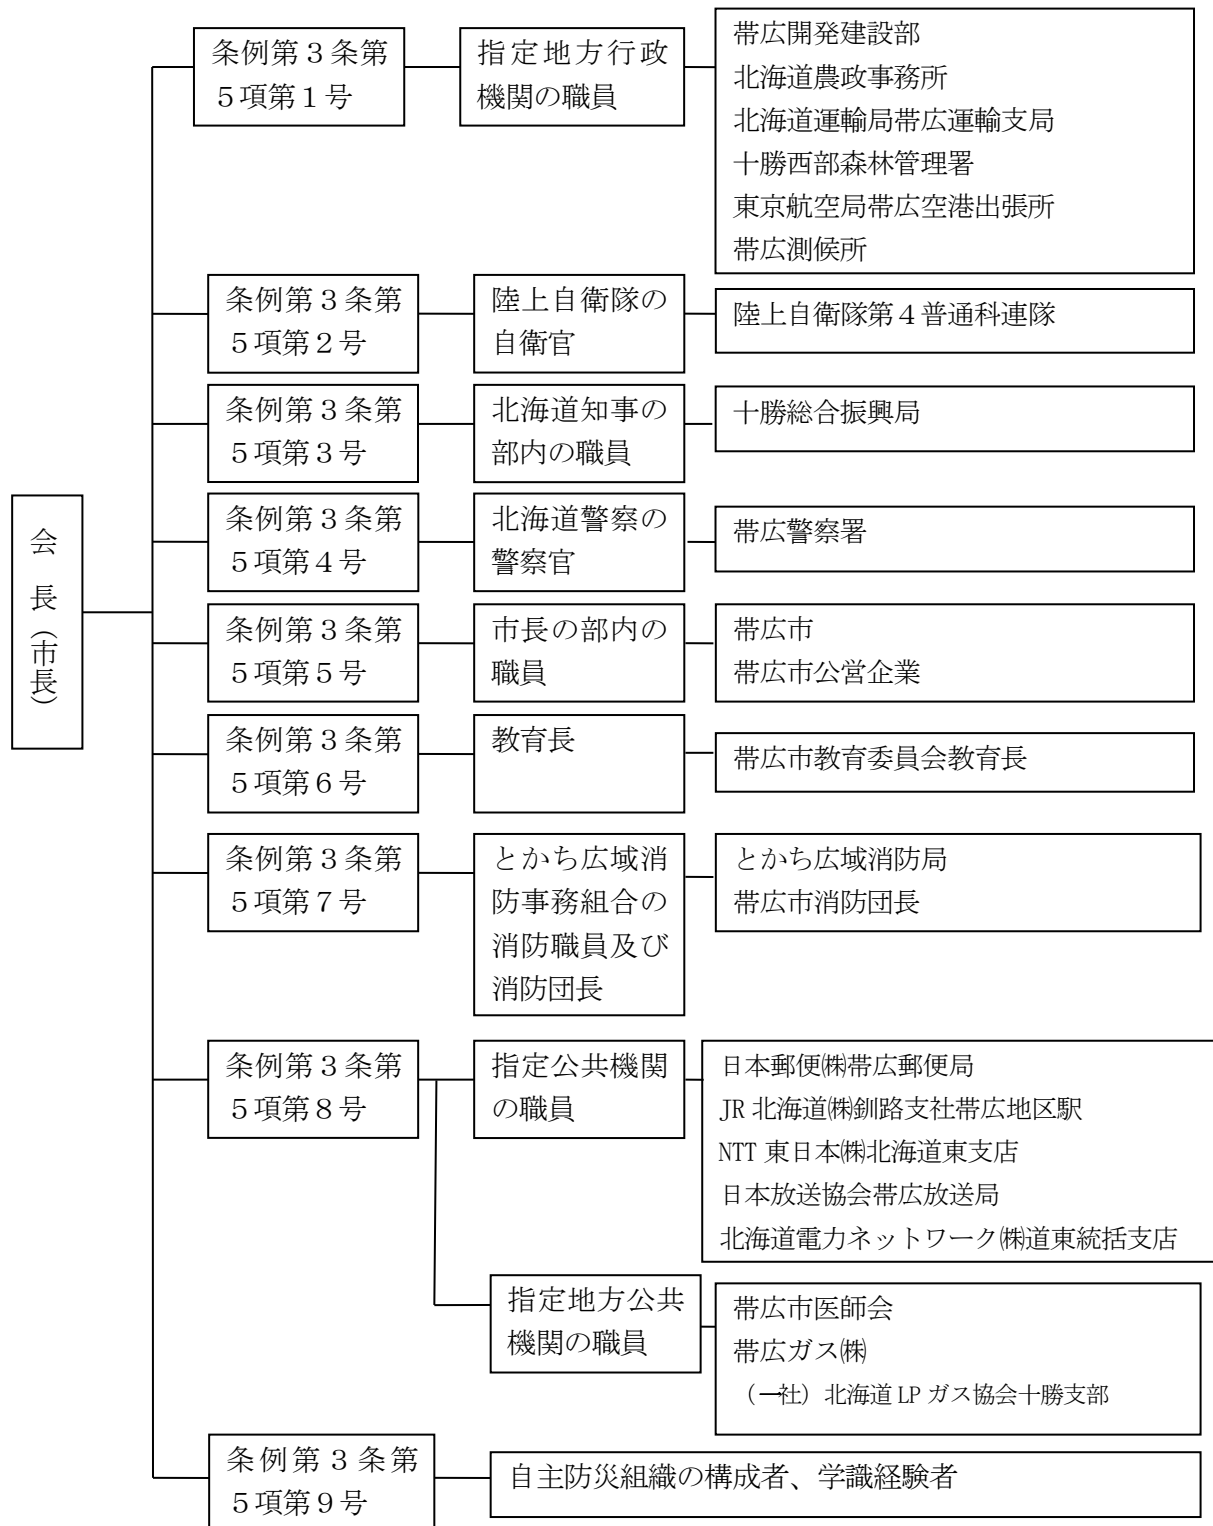 会長（市長）
条例第３条第
５項第１号
指定地方行政
機関の職員
帯広開発建設部
北海道農政事務所
北海道運輸局帯広運輸支局
十勝西部森林管理署
東京航空局帯広空港出張所
帯広測候所
条例第３条第
５項第２号
陸上自衛隊の
自衛官
陸上自衛隊第４普通科連隊
条例第３条第
５項第３号
北海道知事の
部内の職員
十勝総合振興局
条例第３条第
５項第４号
北海道警察の
警察官
帯広警察署
条例第３条第
５項第５号
市長の部内の
職員
帯広市
帯広市公営企業
条例第３条第
５項第６号
教育長
帯広市教育委員会教育長
条例第３条第
５項第７号
とかち広域消
防事務組合の
消防職員及び
消防団長
とかち広域消防局
帯広市消防団長
条例第３条第
５項第８号
指定公共機関
の職員
日本郵便㈱帯広郵便局
JR 北海道㈱釧路支社帯広地区駅
NTT 東日本㈱北海道東支店
日本放送協会帯広放送局
北海道電力ネットワーク㈱道東統括支店
指定地方公共
機関の職員
帯広市医師会
帯広ガス㈱
（一社）北海道 LP ガス協会十勝支部
条例第３条第
５項第９号
自主防災組織の構成者、学識経験者